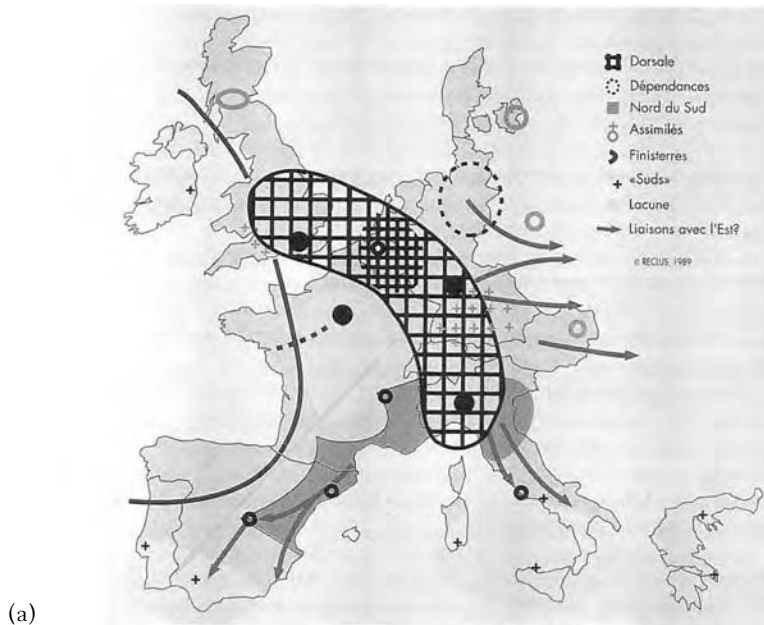 Dorsale
Dépendances
Nord du Sud
Assimilés
Finisterres
«Suds»
Lacune
Liaisons avec l'Est?
© RECLUS, 1989
(a)